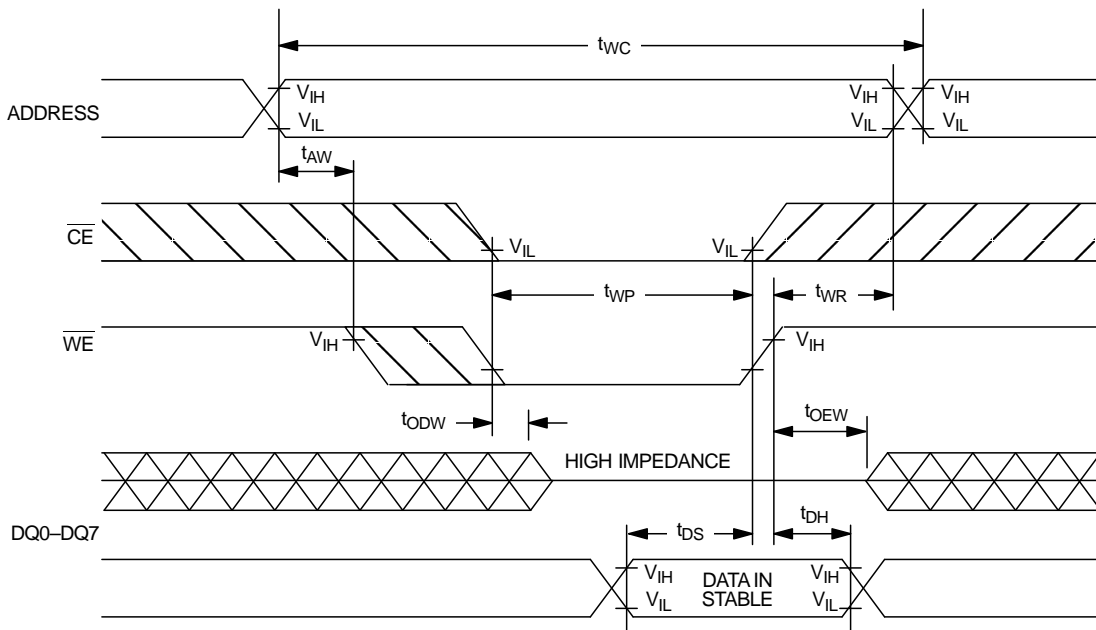 tWC
VIH
VIH
VIH
ADDRESS
VIL
VIL
VIL
tAW
CE
VIL
VIL
tWP
tWR
WE
VIH
VIH
tODW
tOEW
HIGH IMPEDANCE
DQ0–DQ7
tDS
tDH
VIH
DATA IN
VIH
VIL
STABLE
VIL